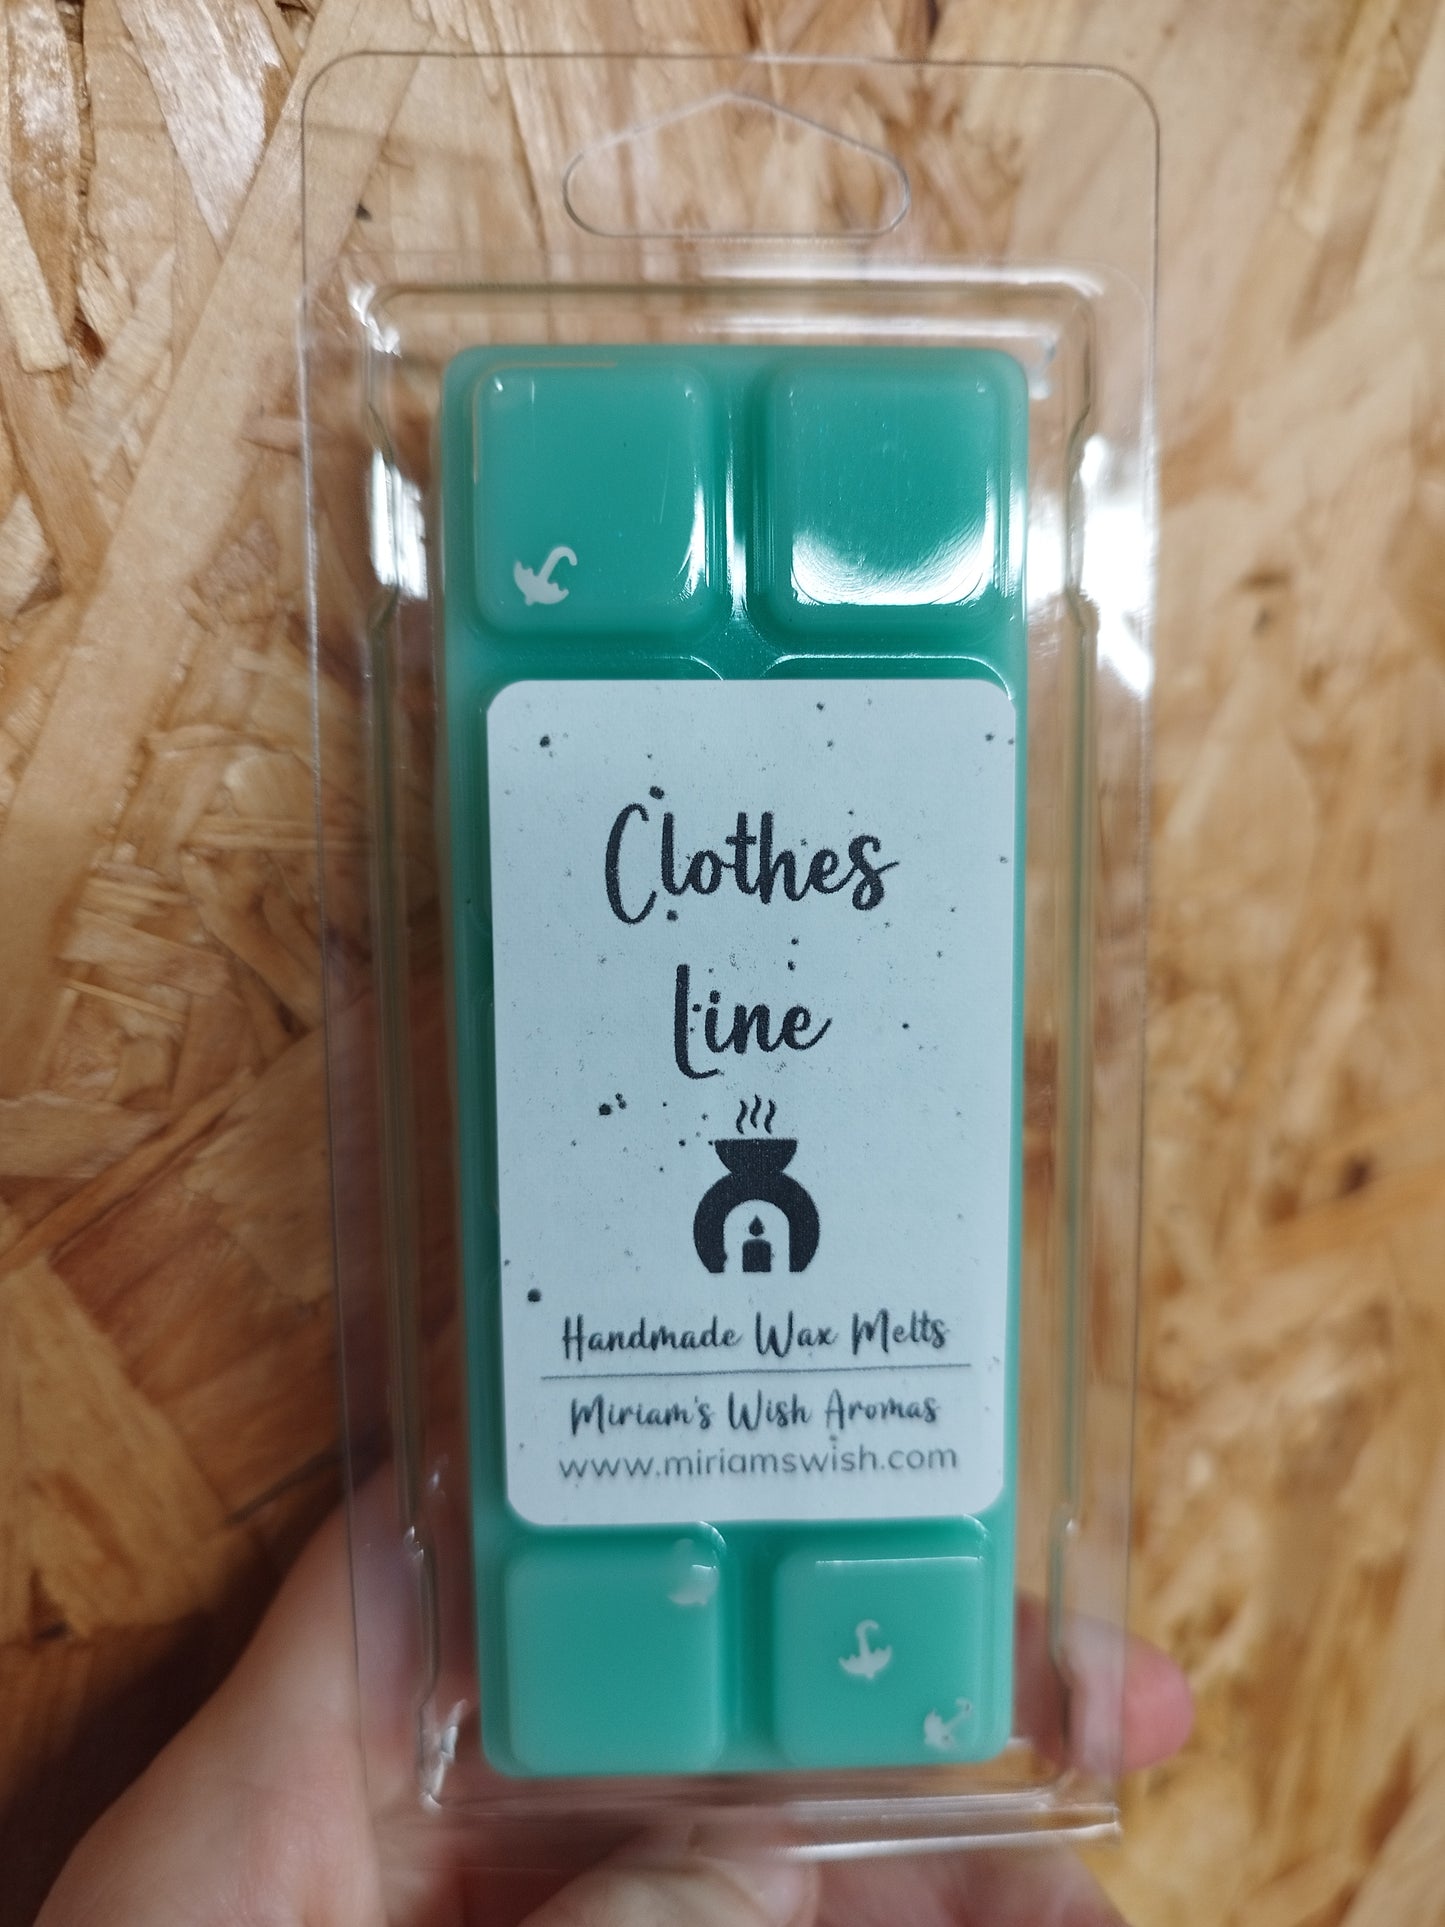 Clothes
Line
Handmade Wax Melts
Miriam's Wish Aromas
www.miriamswish.com